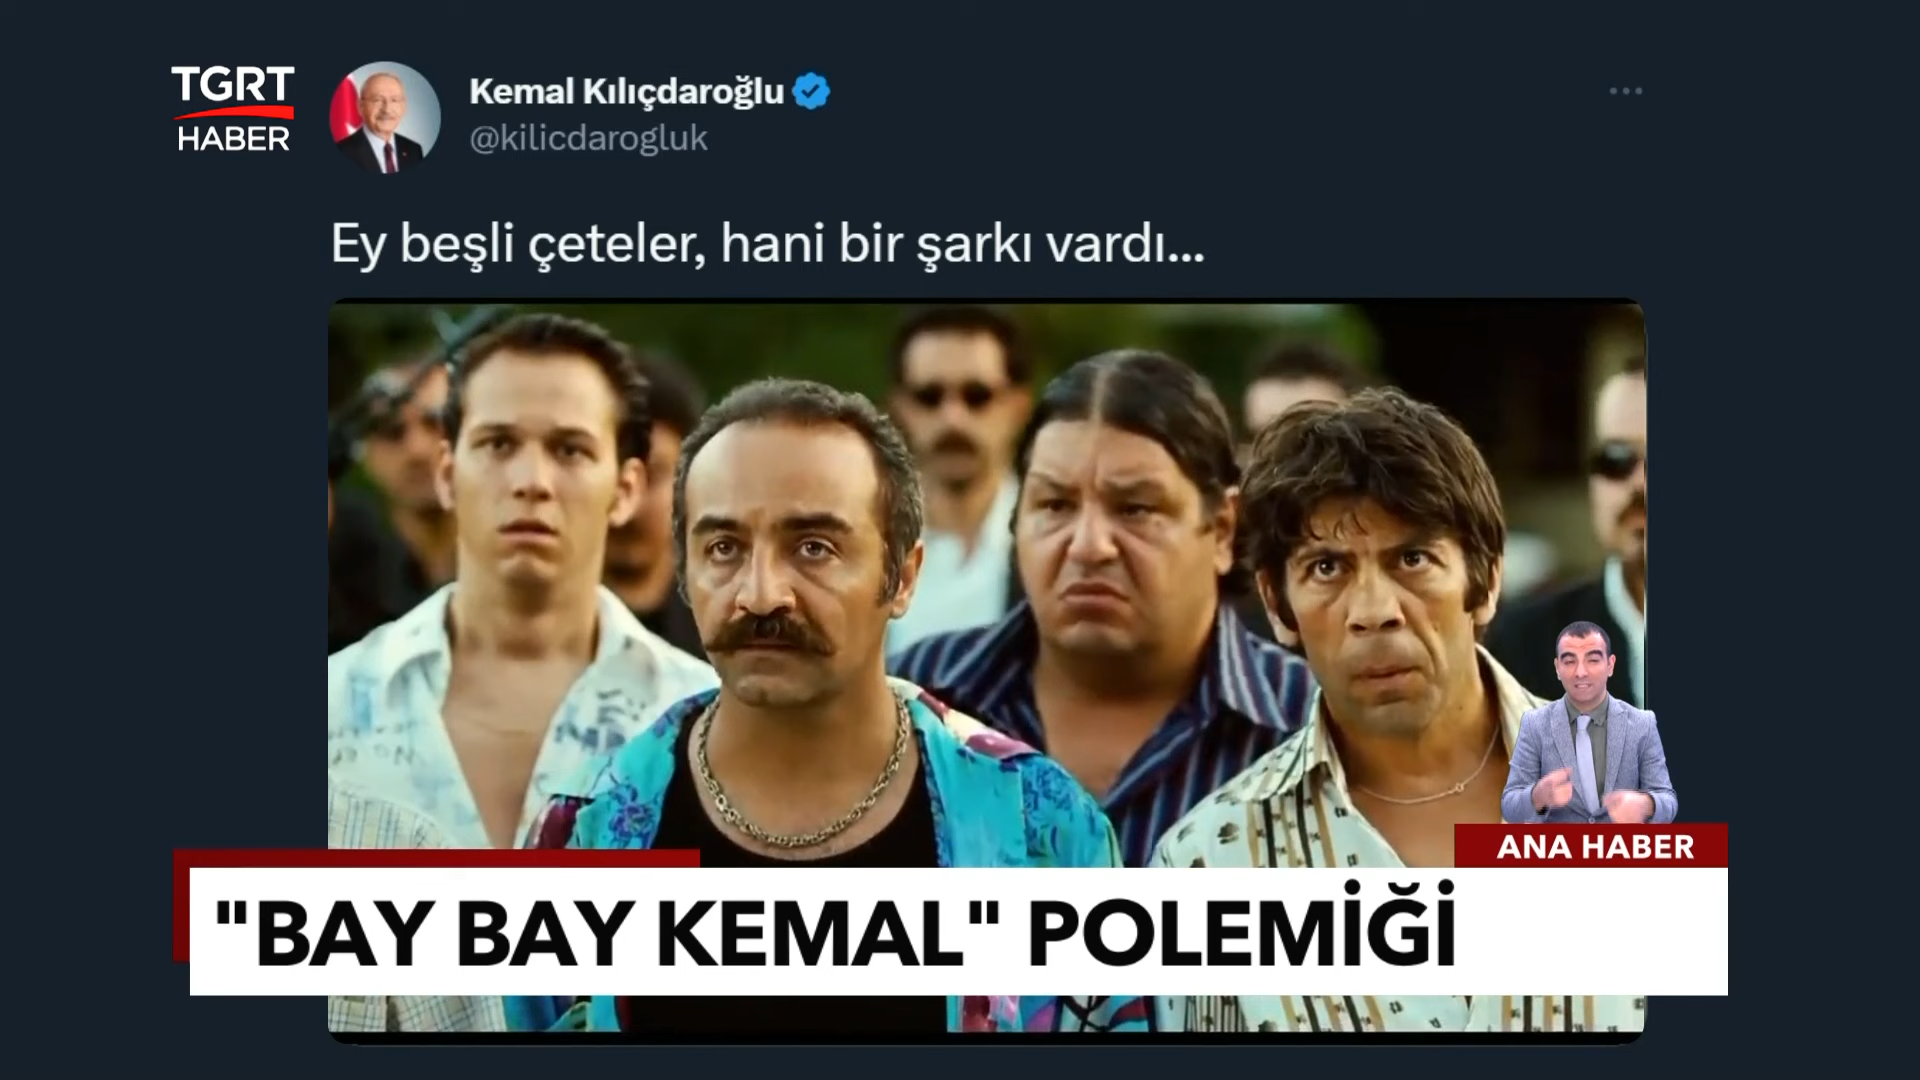 TGRT
HABER
Kemal Kılıçdaroğlu
@kilicdarogluk
Ey beşli çeteler, hani bir şarkı vardı...
ANA HABER
"BAY BAY KEMAL" POLEMİĞİ